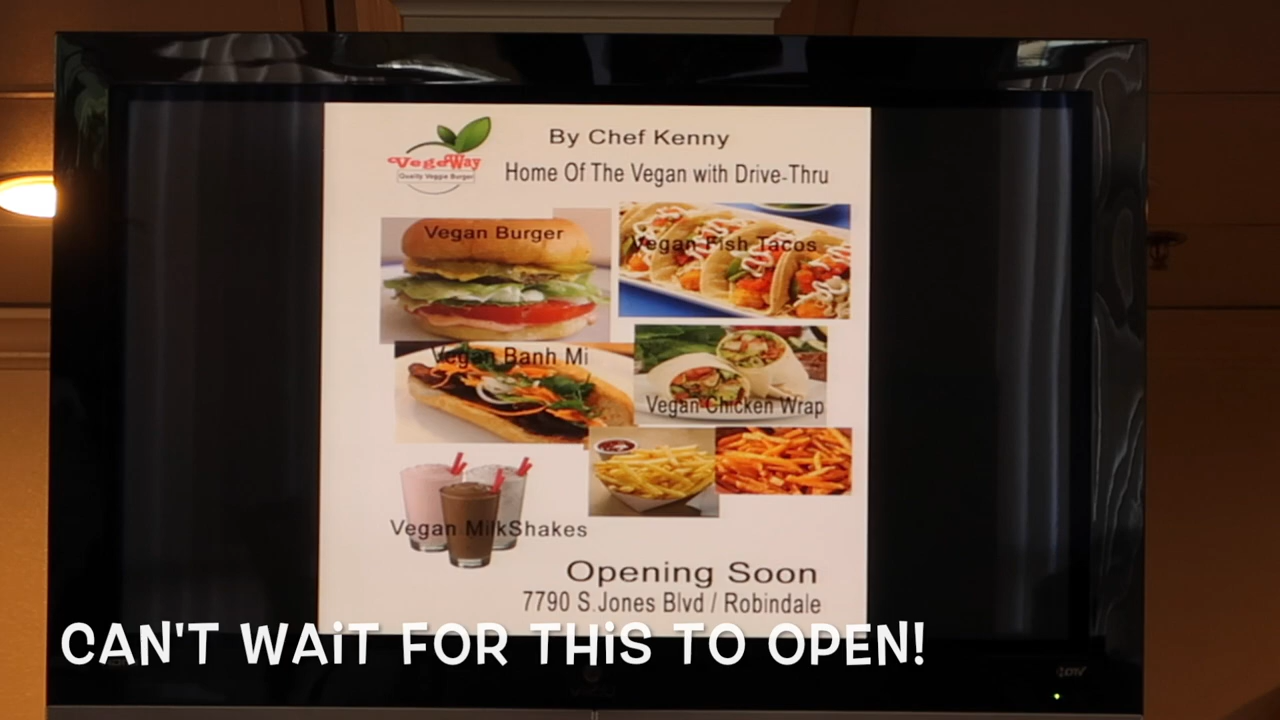 By Chef Kenny
VegeWay
Quality Veggie Burger
Home Of The Vegan with Drive-Thru
Vegan Burger
Vegan Fish Tacos
Vegan Banh Mi
Vegan Chicken Wrap
Vegan MilkShakes
Opening Soon
7790 S.Jones Blvd / Robindale
CAN'T WAiT FOR THiS TO OPEN!